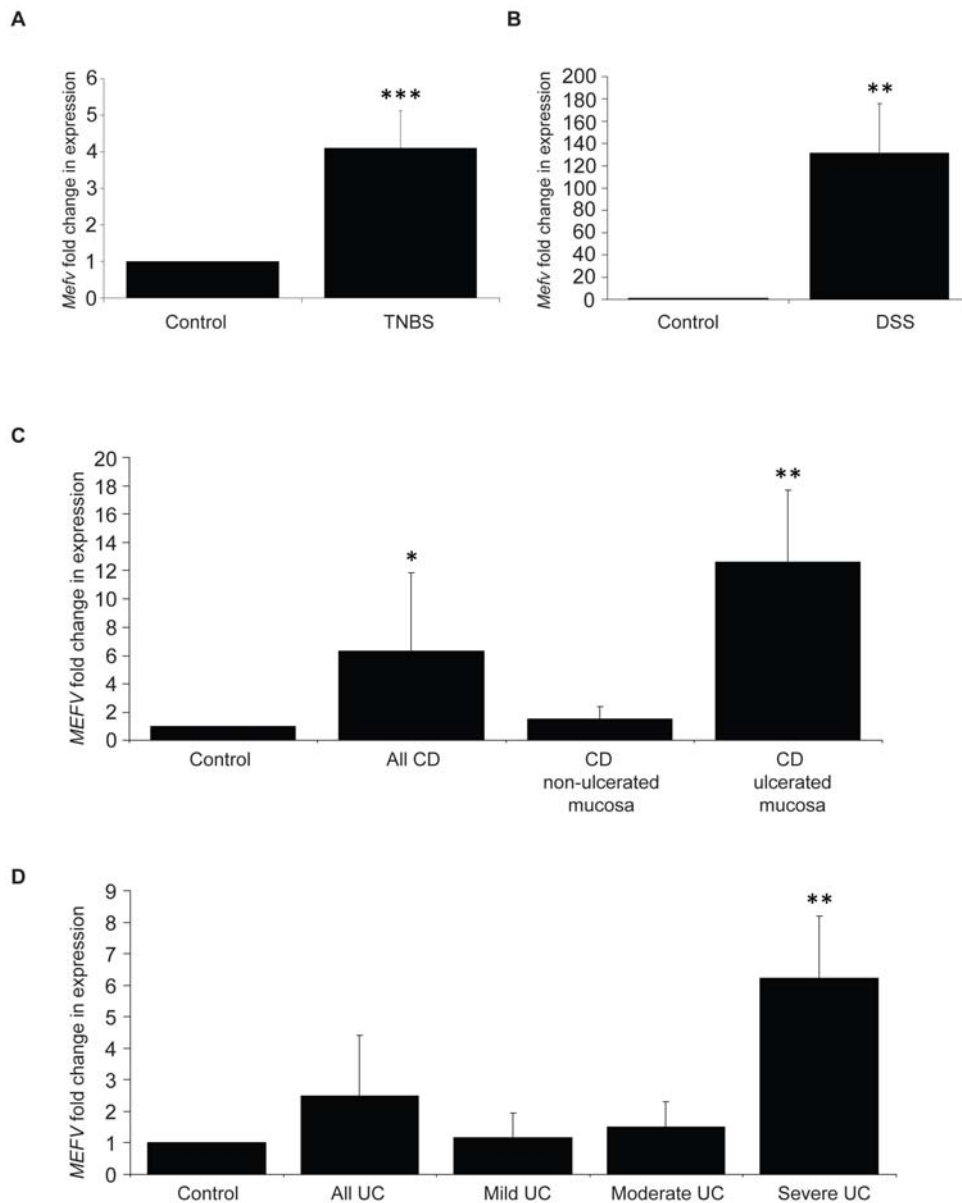 A
Mefv fold change in expression
6
5
4
3
2
1
0
***
Control
TNBS
B
Mefv fold change in expression
200
180
160
140
120
100
80
60
40
20
0
**
Control
DSS
C
MEFV fold change in expression
20
18
16
14
12
10
8
6
4
2
0
*
**
Control
All CD
CD
non-ulcerated
mucosa
CD
ulcerated
mucosa
D
MEFV fold change in expression
9
8
7
6
5
4
3
2
1
0
**
Control
All UC
Mild UC
Moderate UC
Severe UC